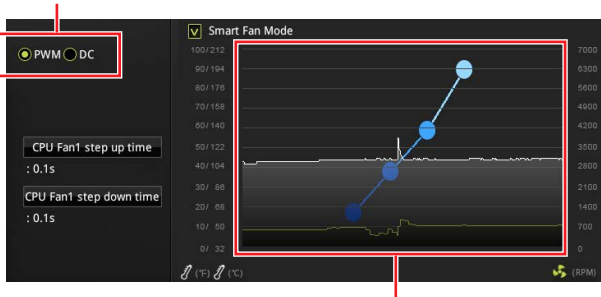 V Smart Fan Mode
PWM DC
100/212 7000
90/194 6300
80/176 5600
70/158 4900
60/140 4200
50/122 3500
40/104 2800
30/ 86 2100
20/ 68 1400
10/ 50 700
0/ 32 0
CPU Fan1 step up time
: 0.1s
CPU Fan1 step down time
: 0.1s
(°F) (°C) (RPM)